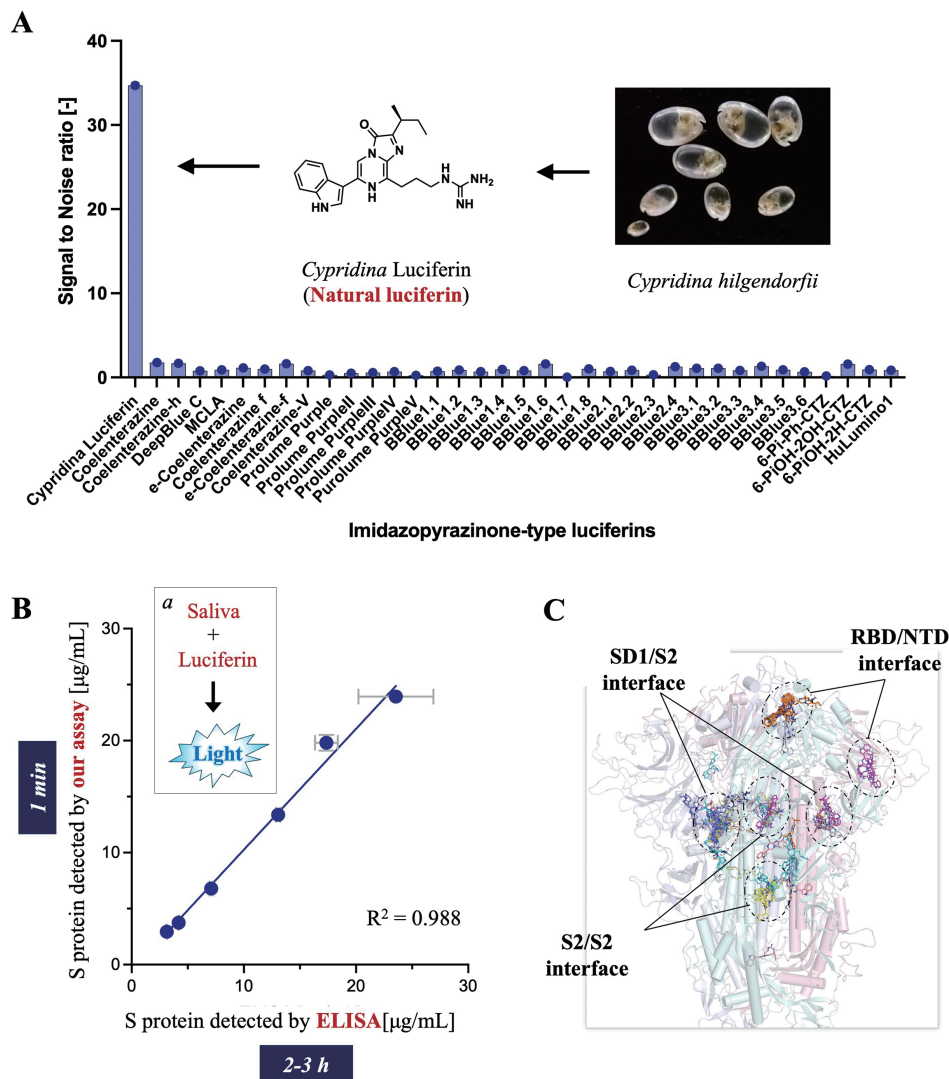 A
40
30
20
10
0
Signal to Noise ratio [-]
O
N
N
N
H
HN
H
N
NH₂
NH
Cypridina Luciferin
(Natural luciferin)
Cypridina hilgendorfii
Cypridina Luciferin
Coelenterazine
Coelenterazine-h
DeepBlue C
MCLA
e-Coelenterazine
Coelenterazine-f
e-Coelenterazine-f
Coelenterazine-V
Prolume Purple
Prolume PurpleII
Prolume PurpleIII
Prolume PurpleIV
Purolume PurpleV
BBlue1.1
BBlue1.2
BBlue1.3
BBlue1.4
BBlue1.5
BBlue1.6
BBlue1.7
BBlue1.8
BBlue2.1
BBlue2.2
BBlue2.3
BBlue2.4
BBlue3.1
BBlue3.2
BBlue3.3
BBlue3.4
BBlue3.5
BBlue3.6
6-Pi-Ph-CTZ
6-PiOH-2OH-CTZ
6-PiOH-2H-CTZ
HuLumino1
Imidazopyrazinone-type luciferins
B
1 min
S protein detected by our assay [µg/mL]
30
20
10
0
a
Saliva
+
Luciferin
Light
R² = 0.988
0
10
20
30
S protein detected by ELISA[µg/mL]
2-3 h
C
SD1/S2
interface
RBD/NTD
interface
S2/S2
interface